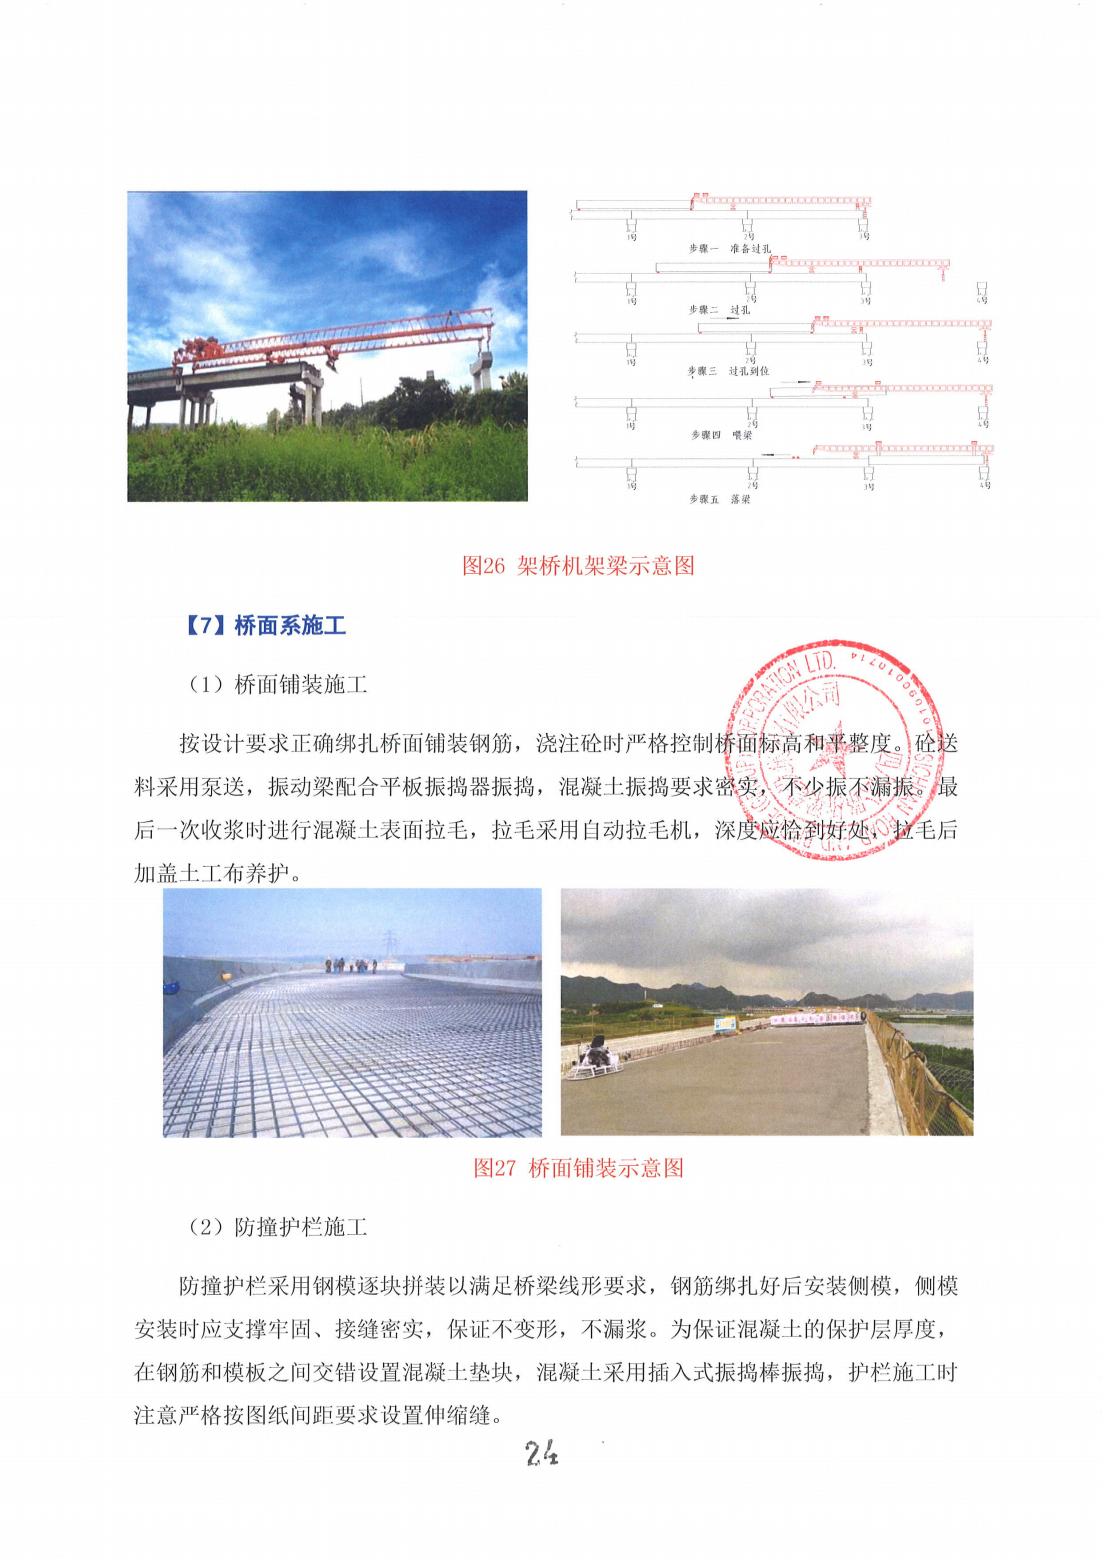 1号 2号 3号
步骤一 准备过孔
1号 2号 3号 4号
步骤二 过孔
1号 2号 3号 4号
步骤三 过孔到位
1号 2号 3号 4号
步骤四 喂梁
1号 2号 3号 4号
步骤五 落梁
图26 架桥机架梁示意图
【7】桥面系施工
（1）桥面铺装施工
按设计要求正确绑扎桥面铺装钢筋，浇注砼时严格控制桥面标高和平整度。砼送
料采用泵送，振动梁配合平板振捣器振捣，混凝土振捣要求密实，不少振不漏振。最
后一次收浆时进行混凝土表面拉毛，拉毛采用自动拉毛机，深度应恰到好处，拉毛后
加盖土工布养护。
SICHUAN ROAD AND BRIDGE (GROUP) CORPORATION LTD.
有限公司
图27 桥面铺装示意图
（2）防撞护栏施工
防撞护栏采用钢模逐块拼装以满足桥梁线形要求，钢筋绑扎好后安装侧模，侧模
安装时应支撑牢固、接缝密实，保证不变形，不漏浆。为保证混凝土的保护层厚度，
在钢筋和模板之间交错设置混凝土垫块，混凝土采用插入式振捣棒振捣，护栏施工时
注意严格按图纸间距要求设置伸缩缝。
24